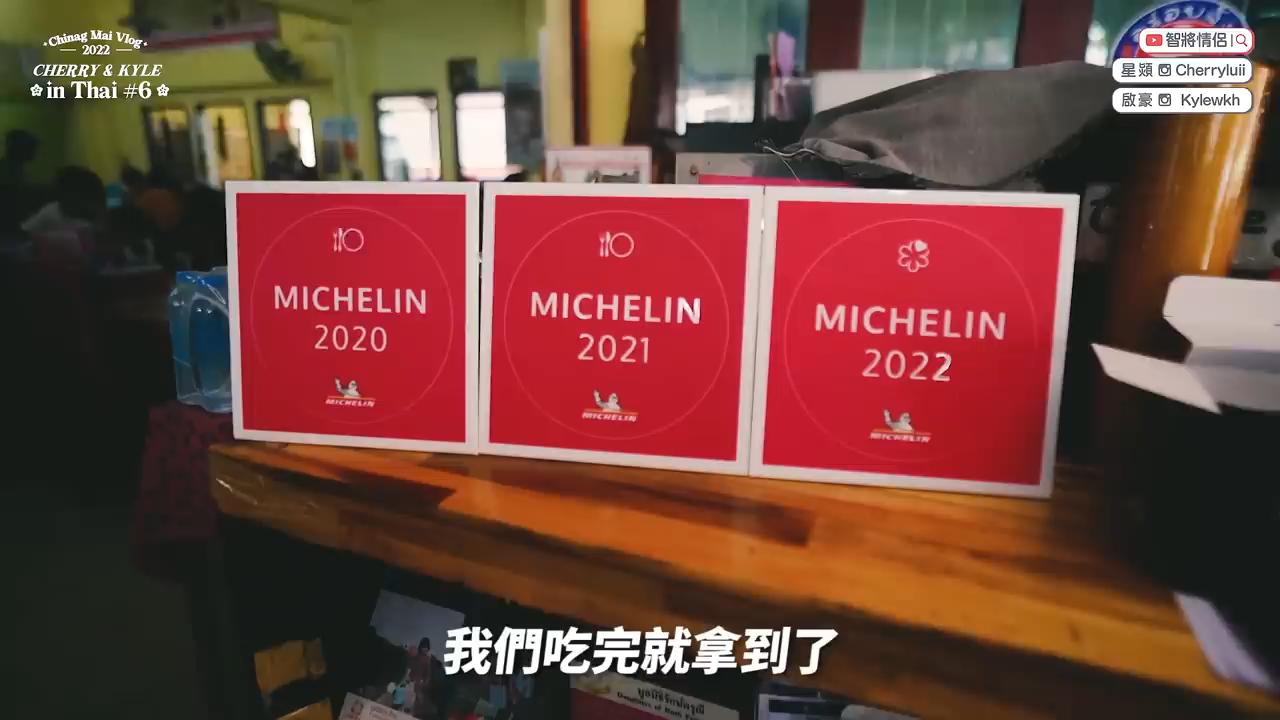 Chinag Mai Vlog
2022
CHERRY & KYLE
in Thai #6
智將情侶
星熲 Cherryluii
啟豪 Kylewkh
MICHELIN
2020
MICHELIN
MICHELIN
2021
MICHELIN
MICHELIN
2022
MICHELIN
我們吃完就拿到了